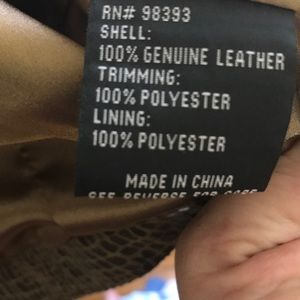 RN# 98393
SHELL:
100% GENUINE LEATHER
TRIMMING:
100% POLYESTER
LINING:
100% POLYESTER
MADE IN CHINA
SEE REVERSE FOR CARE